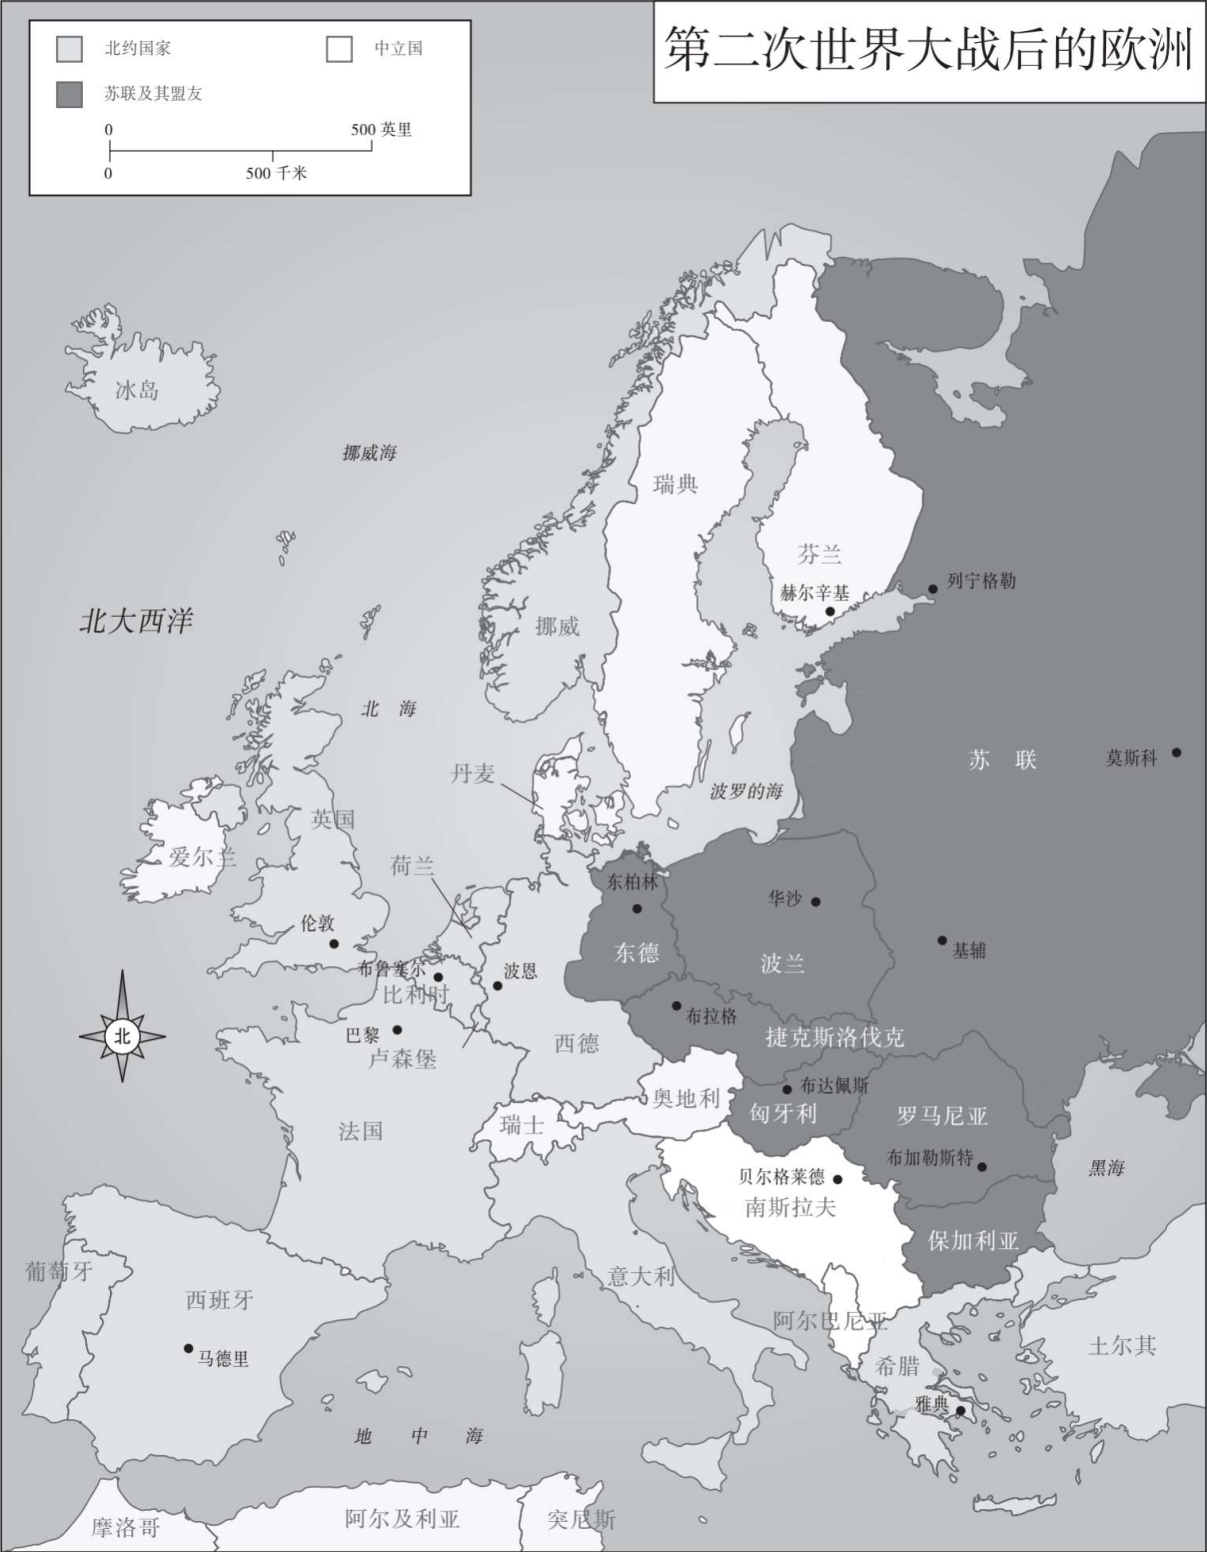 第二次世界大战后的欧洲
北约国家
中立国
苏联及其盟友
0
500 英里
0
500 千米
冰岛
挪威海
瑞典
芬兰
列宁格勒
赫尔辛基
北大西洋
挪威
北 海
苏 联
莫斯科
丹麦
波罗的海
英国
爱尔兰
荷兰
东柏林
华沙
伦敦
基辅
东德
波兰
布鲁塞尔
波恩
比利时
布拉格
北
巴黎
捷克斯洛伐克
西德
卢森堡
布达佩斯
奥地利
匈牙利
罗马尼亚
瑞士
法国
布加勒斯特
黑海
贝尔格莱德
南斯拉夫
保加利亚
葡萄牙
意大利
西班牙
阿尔巴尼亚
土尔其
马德里
希腊
雅典
地 中 海
摩洛哥
阿尔及利亚
突尼斯